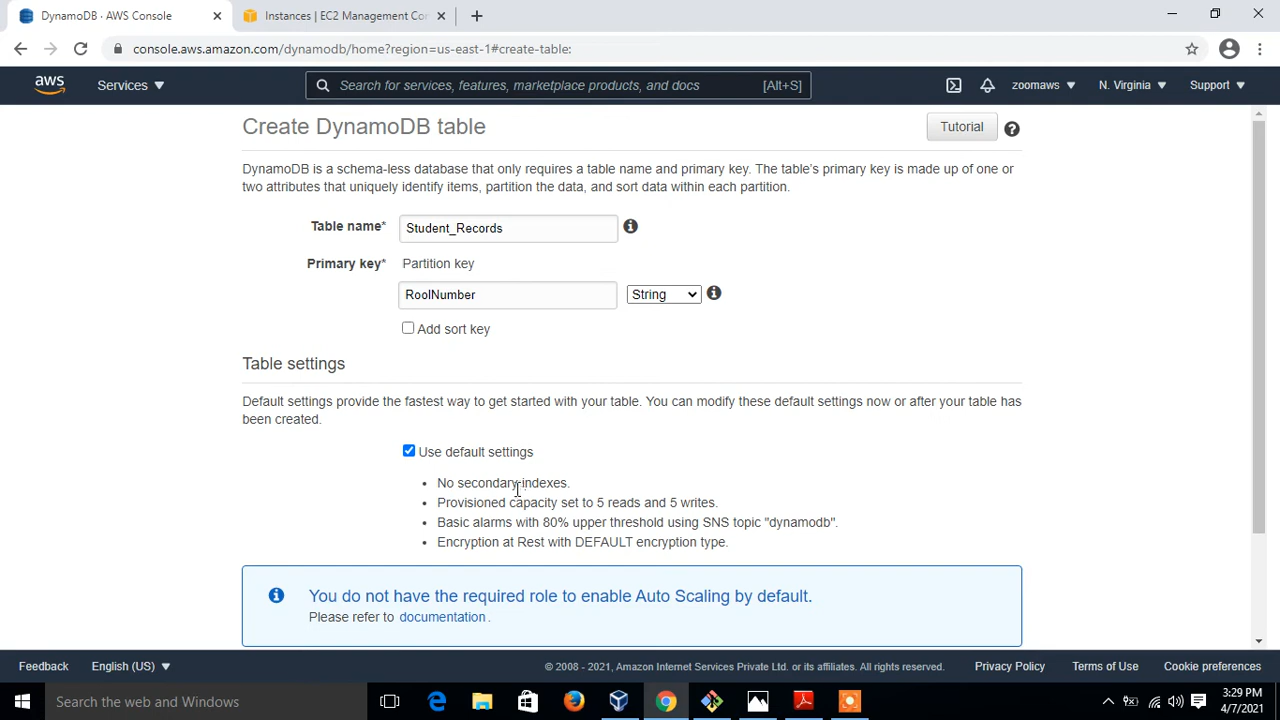 DynamoDB · AWS Console
Instances | EC2 Management Con
console.aws.amazon.com/dynamodb/home?region=us-east-1#create-table:
aws
Services
Search for services, features, marketplace products, and docs
[Alt+S]
zoomaws
N. Virginia
Support
Create DynamoDB table
Tutorial
DynamoDB is a schema-less database that only requires a table name and primary key. The table's primary key is made up of one or
two attributes that uniquely identify items, partition the data, and sort data within each partition.
Table name*
Student_Records
Primary key*
Partition key
RoolNumber
String
Add sort key
Table settings
Default settings provide the fastest way to get started with your table. You can modify these default settings now or after your table has
been created.
Use default settings
• No secondary indexes.
• Provisioned capacity set to 5 reads and 5 writes.
• Basic alarms with 80% upper threshold using SNS topic "dynamodb".
• Encryption at Rest with DEFAULT encryption type.
You do not have the required role to enable Auto Scaling by default.
Please refer to documentation.
Feedback
English (US)
© 2008 - 2021, Amazon Internet Services Private Ltd. or its affiliates. All rights reserved.
Privacy Policy
Terms of Use
Cookie preferences
Search the web and Windows
3:29 PM
4/7/2021